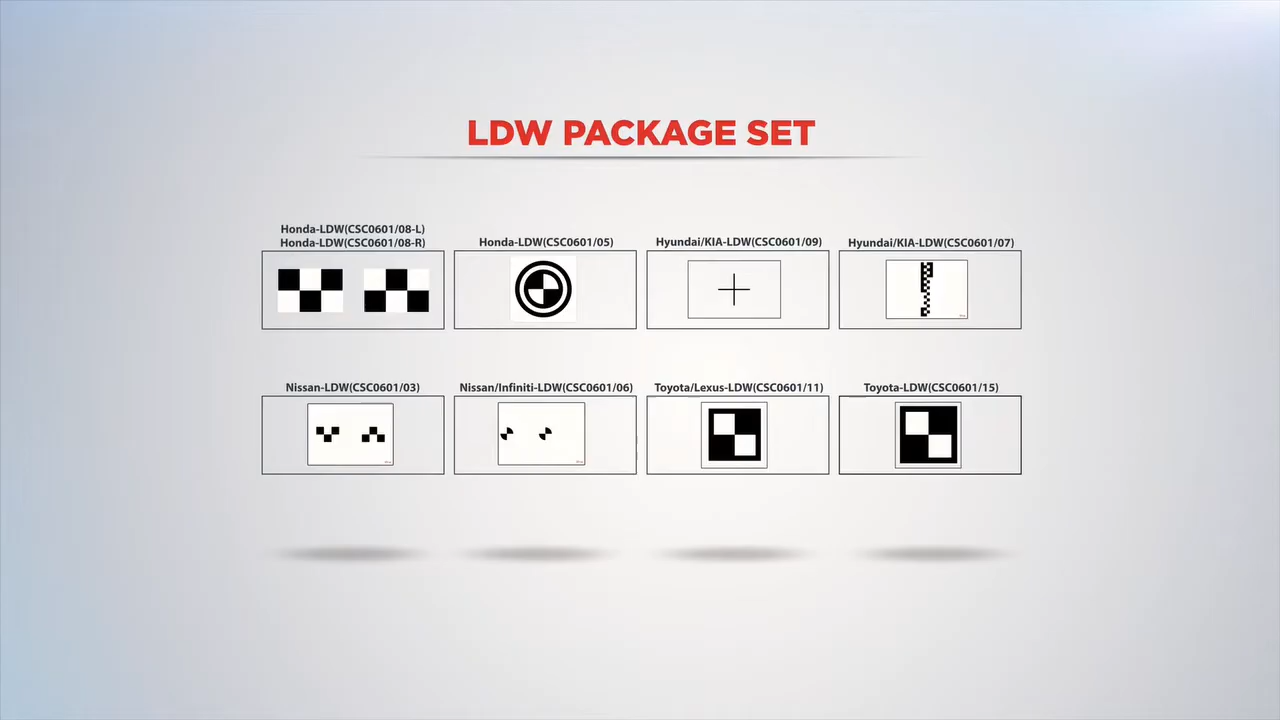 LDW PACKAGE SET
Honda-LDW(CSC0601/08-L)
Honda-LDW(CSC0601/08-R)
Honda-LDW(CSC0601/05)
Hyundai/KIA-LDW(CSC0601/09)
Hyundai/KIA-LDW(CSC0601/07)
Nissan-LDW(CSC0601/03)
Nissan/Infiniti-LDW(CSC0601/06)
Toyota/Lexus-LDW(CSC0601/11)
Toyota-LDW(CSC0601/15)